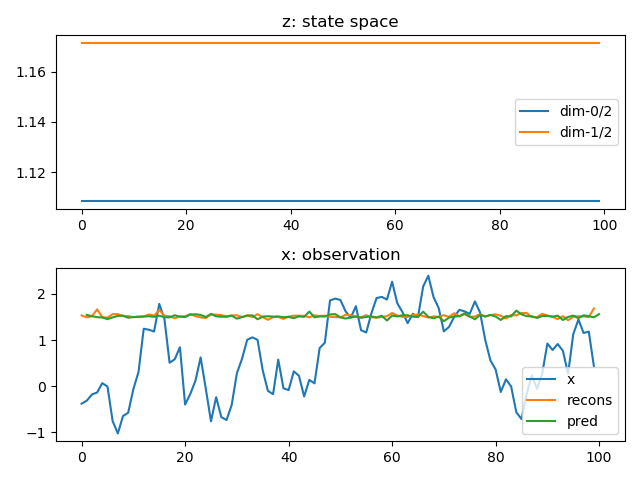 z: state space
1.16
1.14
1.12
dim-0/2
dim-1/2
0 20 40 60 80 100
x: observation
2
1
0
−1
x
recons
pred
0 20 40 60 80 100